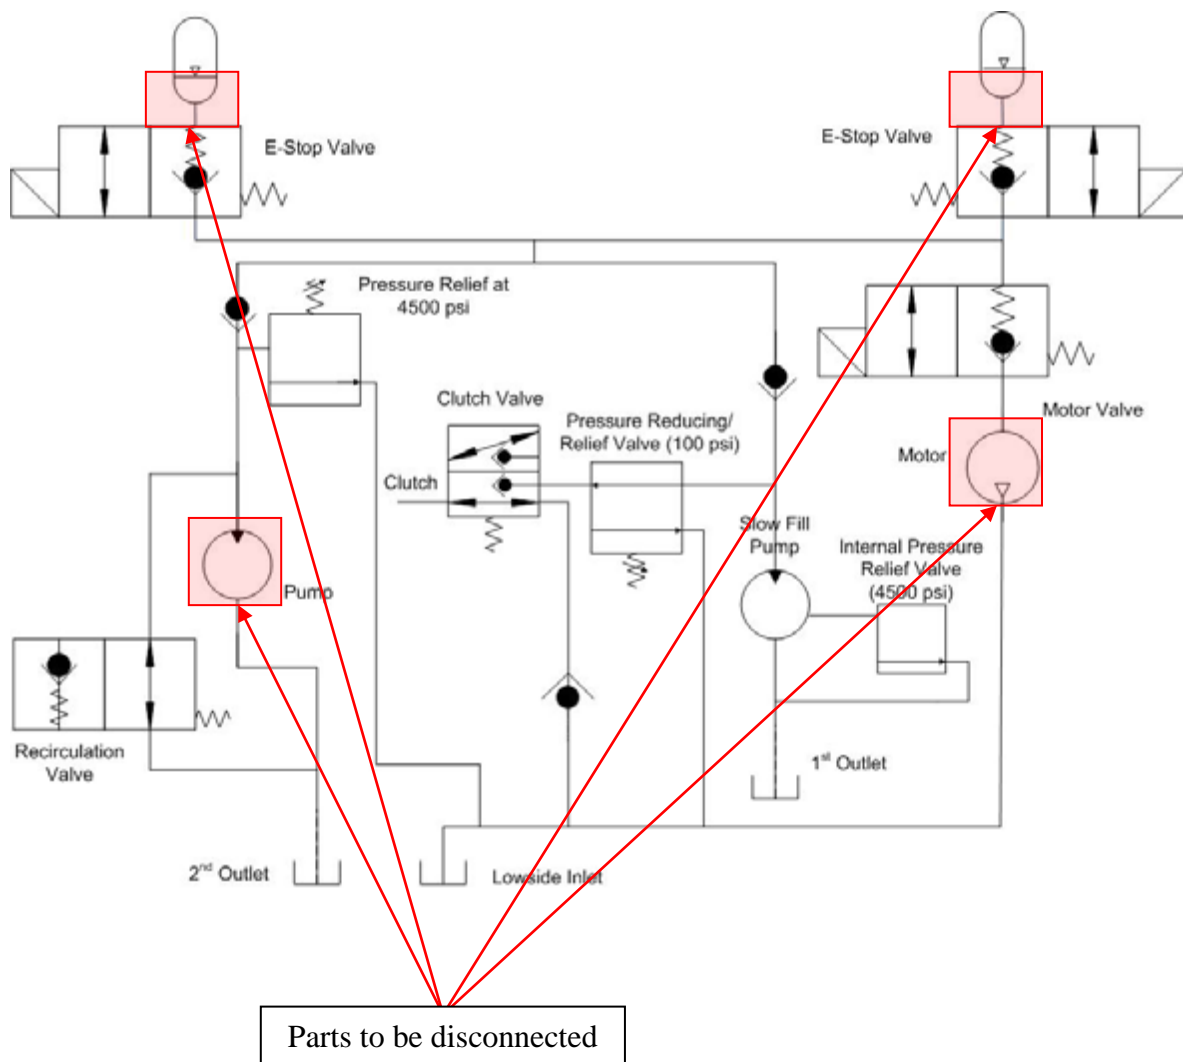 E-Stop Valve
E-Stop Valve
Pressure Relief at
4500 psi
Clutch Valve
Pressure Reducing/
Relief Valve (100 psi)
Motor Valve
Motor
Clutch
Slow Fill
Pump
Internal Pressure
Relief Valve
(4500 psi)
Pump
Recirculation
Valve
1st Outlet
2nd Outlet
Lowside Inlet
Parts to be disconnected